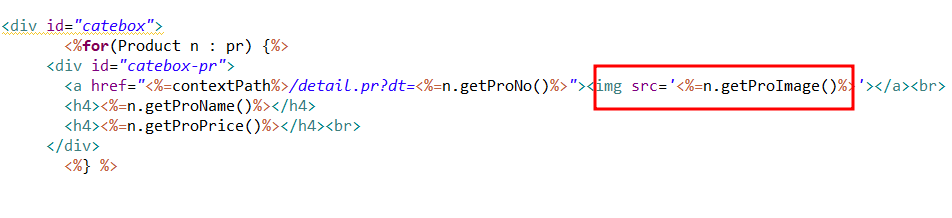 <div id="catebox">
<%for(Product n : pr) {%>
<div id="catebox-pr">
<a href="<%=contextPath%>/detail.pr?dt=<%=n.getProNo()%>"><img src='<%=n.getProImage()%>'></a><br>
<h4><%=n.getProName()%></h4>
<h4><%=n.getProPrice()%></h4><br>
</div>
<%} %>